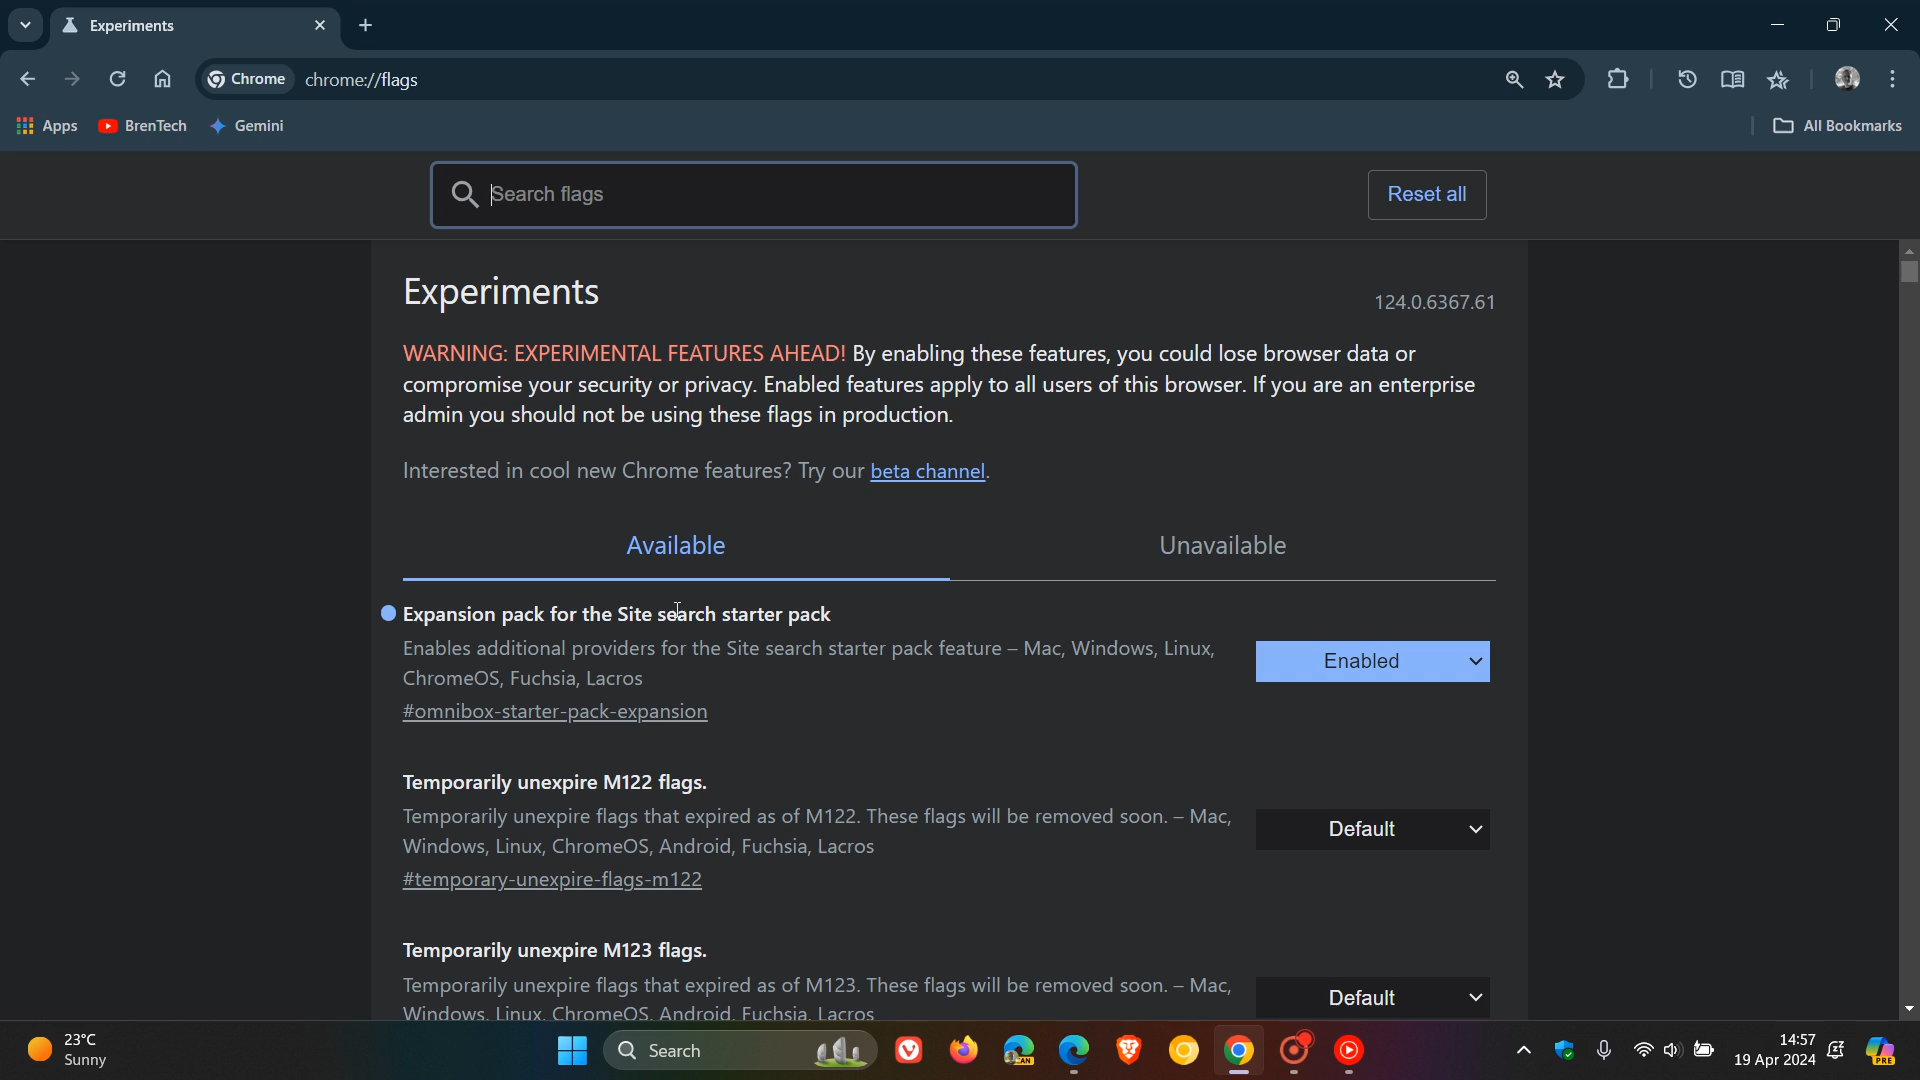 Experiments
Chrome chrome://flags
Apps BrenTech Gemini All Bookmarks
Search flags Reset all
Experiments 124.0.6367.61
WARNING: EXPERIMENTAL FEATURES AHEAD! By enabling these features, you could lose browser data or
compromise your security or privacy. Enabled features apply to all users of this browser. If you are an enterprise
admin you should not be using these flags in production.
Interested in cool new Chrome features? Try our beta channel.
Available Unavailable
Expansion pack for the Site search starter pack
Enables additional providers for the Site search starter pack feature – Mac, Windows, Linux,
ChromeOS, Fuchsia, Lacros
Enabled
#omnibox-starter-pack-expansion
Temporarily unexpire M122 flags.
Temporarily unexpire flags that expired as of M122. These flags will be removed soon. – Mac,
Windows, Linux, ChromeOS, Android, Fuchsia, Lacros
Default
#temporary-unexpire-flags-m122
Temporarily unexpire M123 flags.
Temporarily unexpire flags that expired as of M123. These flags will be removed soon. – Mac,
Windows, Linux, ChromeOS, Android, Fuchsia, Lacros
Default
23°C
Sunny
Search
CAN
14:57
19 Apr 2024
PRE